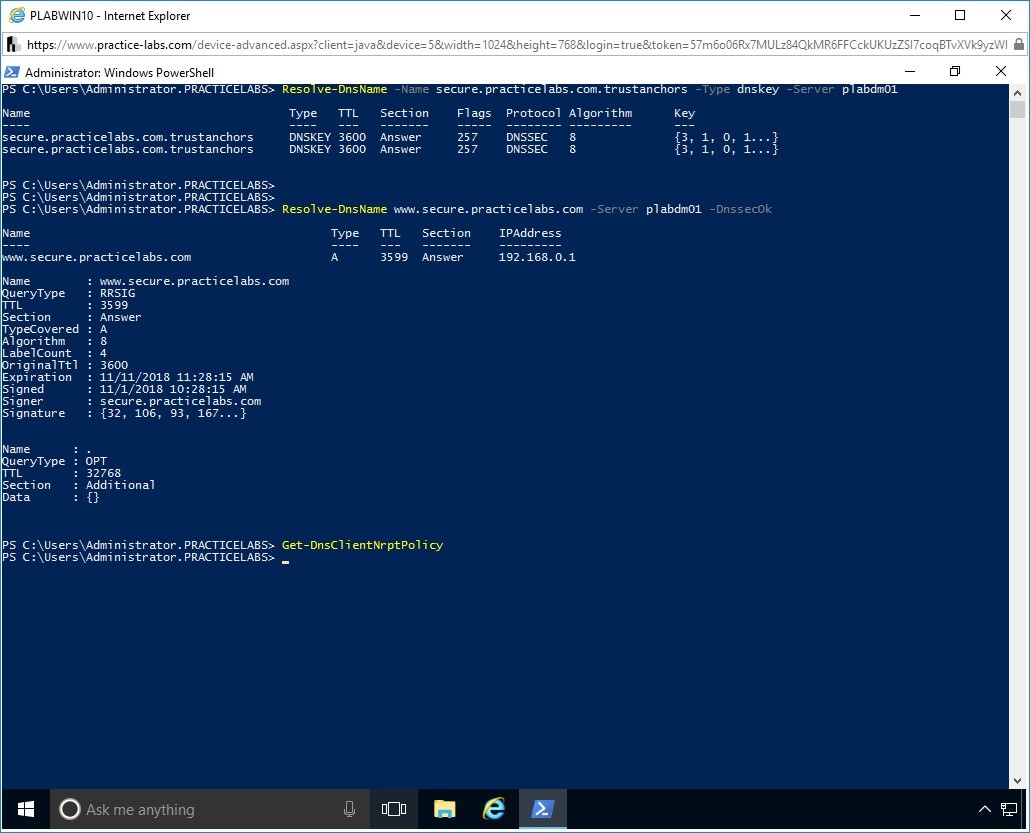 PLABWIN10 - Internet Explorer
https://www.practice-labs.com/device-advanced.aspx?client=java&device=5&width=1024&height=768&login=true&token=57m6o06Rx7MULz84QkMR6FFCckUKUzZSI7coqBTvXVk9yzWI
Administrator: Windows PowerShell
PS C:\Users\Administrator.PRACTICELABS> Resolve-DnsName -Name secure.practicelabs.com.trustanchors -Type dnskey -Server plabdm01
Name Type TTL Section Flags Protocol Algorithm Key
---- ---- --- ------- ----- -------- --------- ---
secure.practicelabs.com.trustanchors DNSKEY 3600 Answer 257 DNSSEC 8 {3, 1, 0, 1...}
secure.practicelabs.com.trustanchors DNSKEY 3600 Answer 257 DNSSEC 8 {3, 1, 0, 1...}
PS C:\Users\Administrator.PRACTICELABS>
PS C:\Users\Administrator.PRACTICELABS>
PS C:\Users\Administrator.PRACTICELABS> Resolve-DnsName www.secure.practicelabs.com -Server plabdm01 -DnssecOk
Name Type TTL Section IPAddress
---- ---- --- ------- ---------
www.secure.practicelabs.com A 3599 Answer 192.168.0.1
Name : www.secure.practicelabs.com
QueryType : RRSIG
TTL : 3599
Section : Answer
TypeCovered : A
Algorithm : 8
LabelCount : 4
OriginalTtl : 3600
Expiration : 11/11/2018 11:28:15 AM
Signed : 11/1/2018 10:28:15 AM
Signer : secure.practicelabs.com
Signature : {32, 106, 93, 167...}
Name : .
QueryType : OPT
TTL : 32768
Section : Additional
Data : {}
PS C:\Users\Administrator.PRACTICELABS> Get-DnsClientNrptPolicy
PS C:\Users\Administrator.PRACTICELABS>
Ask me anything